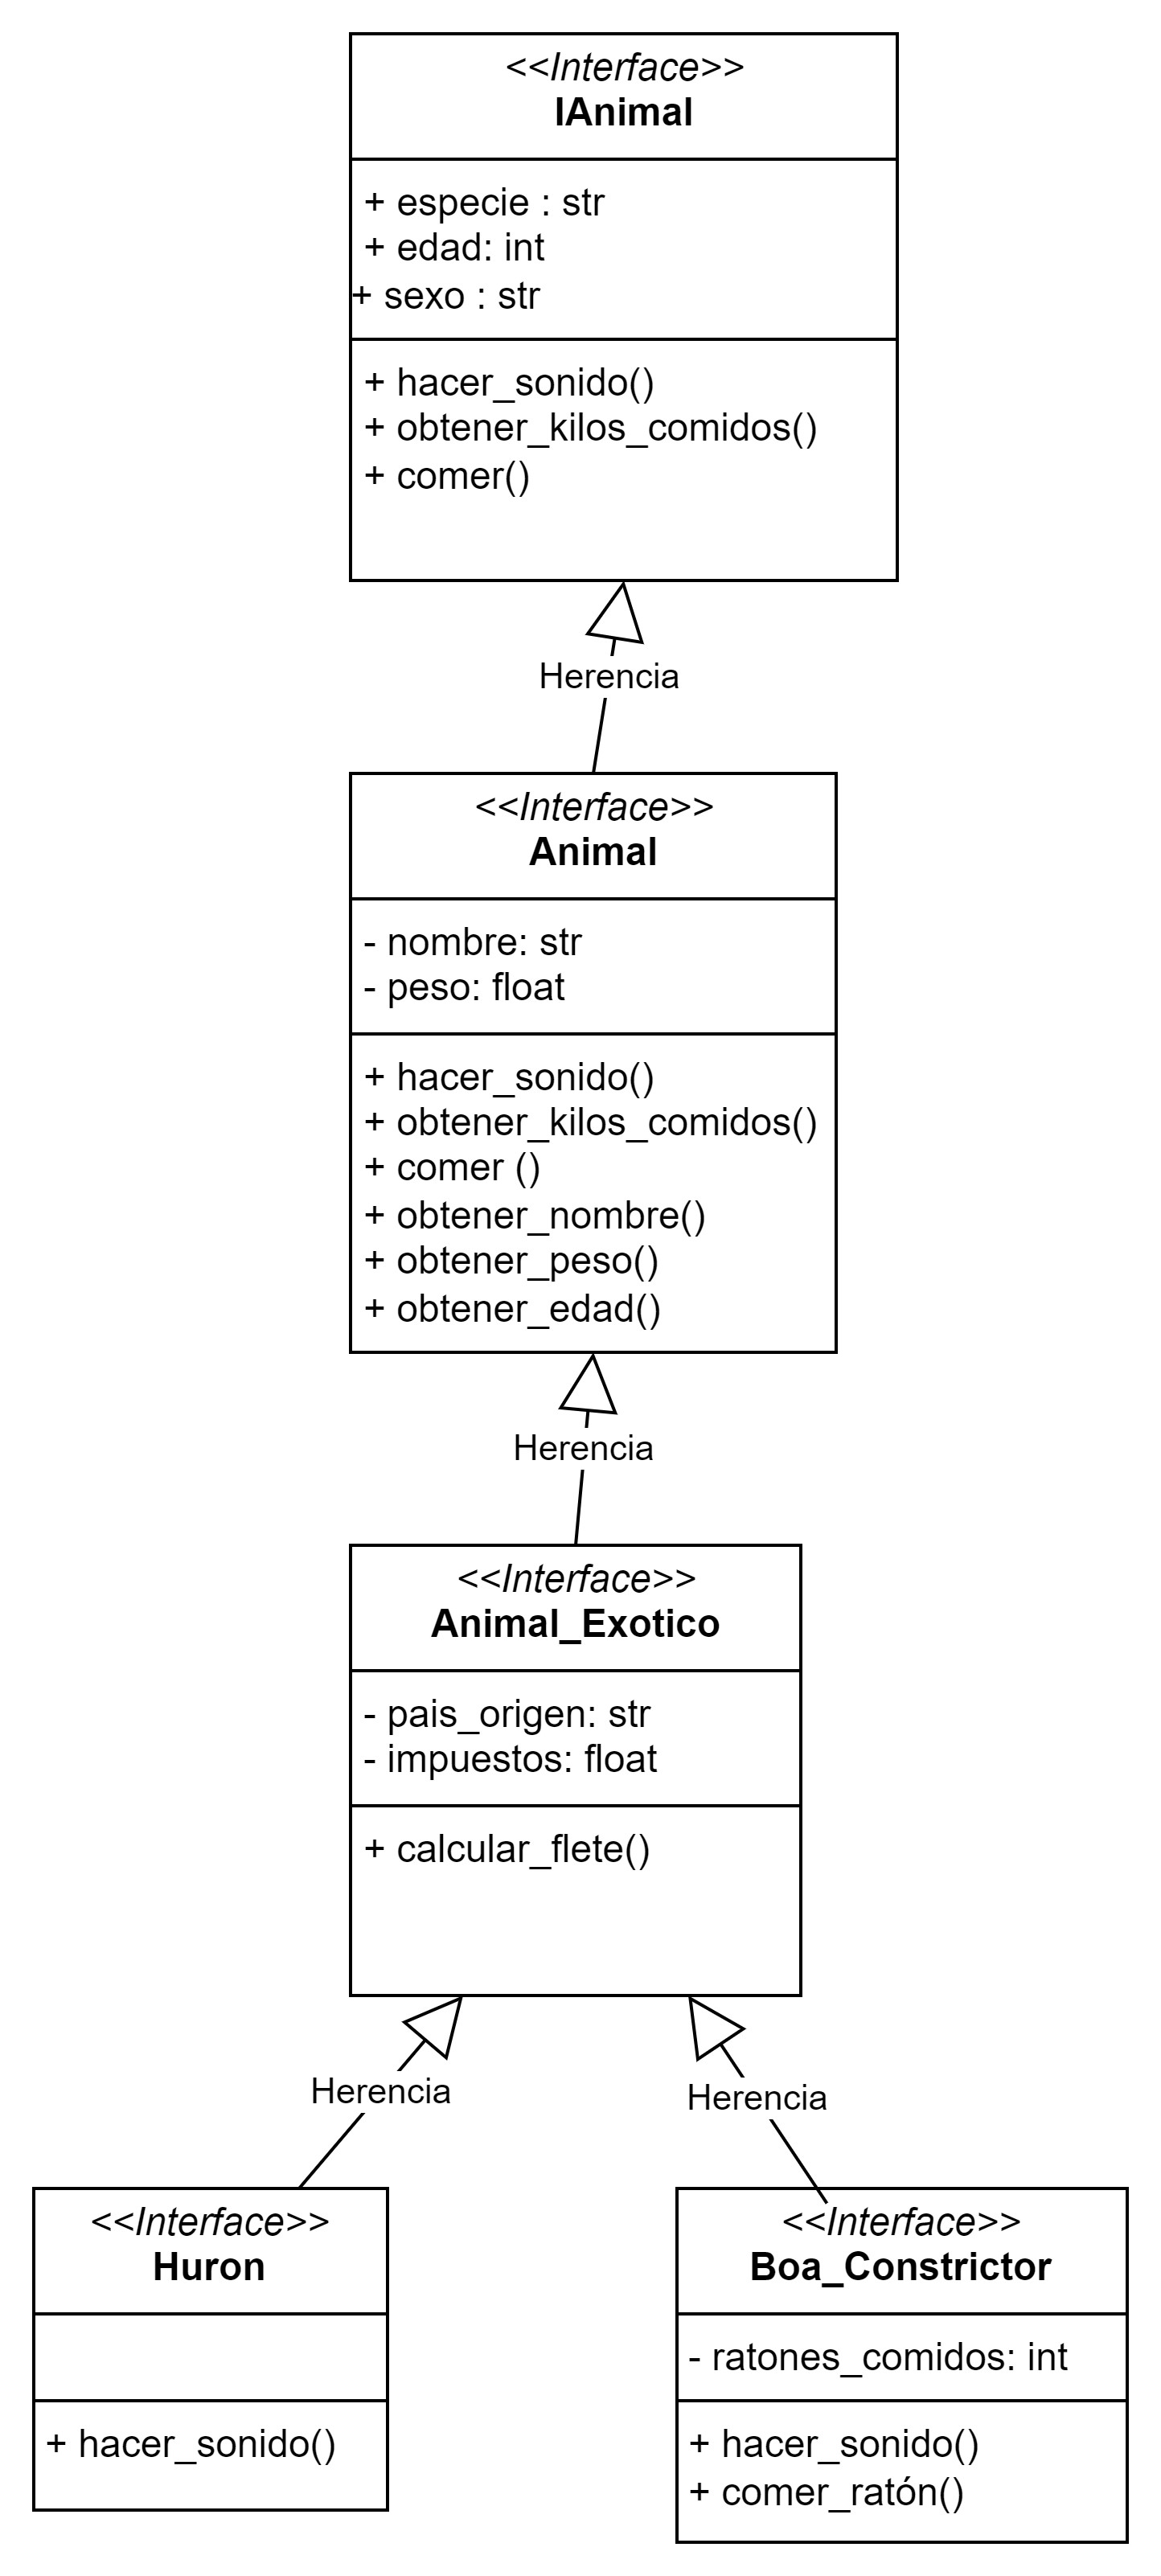 <<Interface>>
IAnimal
+ especie : str
+ edad: int
+ sexo : str
+ hacer_sonido()
+ obtener_kilos_comidos()
+ comer()
Herencia
<<Interface>>
Animal
- nombre: str
- peso: float
+ hacer_sonido()
+ obtener_kilos_comidos()
+ comer ()
+ obtener_nombre()
+ obtener_peso()
+ obtener_edad()
Herencia
<<Interface>>
Animal_Exotico
- pais_origen: str
- impuestos: float
+ calcular_flete()
Herencia
Herencia
<<Interface>>
Huron
+ hacer_sonido()
<<Interface>>
Boa_Constrictor
- ratones_comidos: int
+ hacer_sonido()
+ comer_ratón()